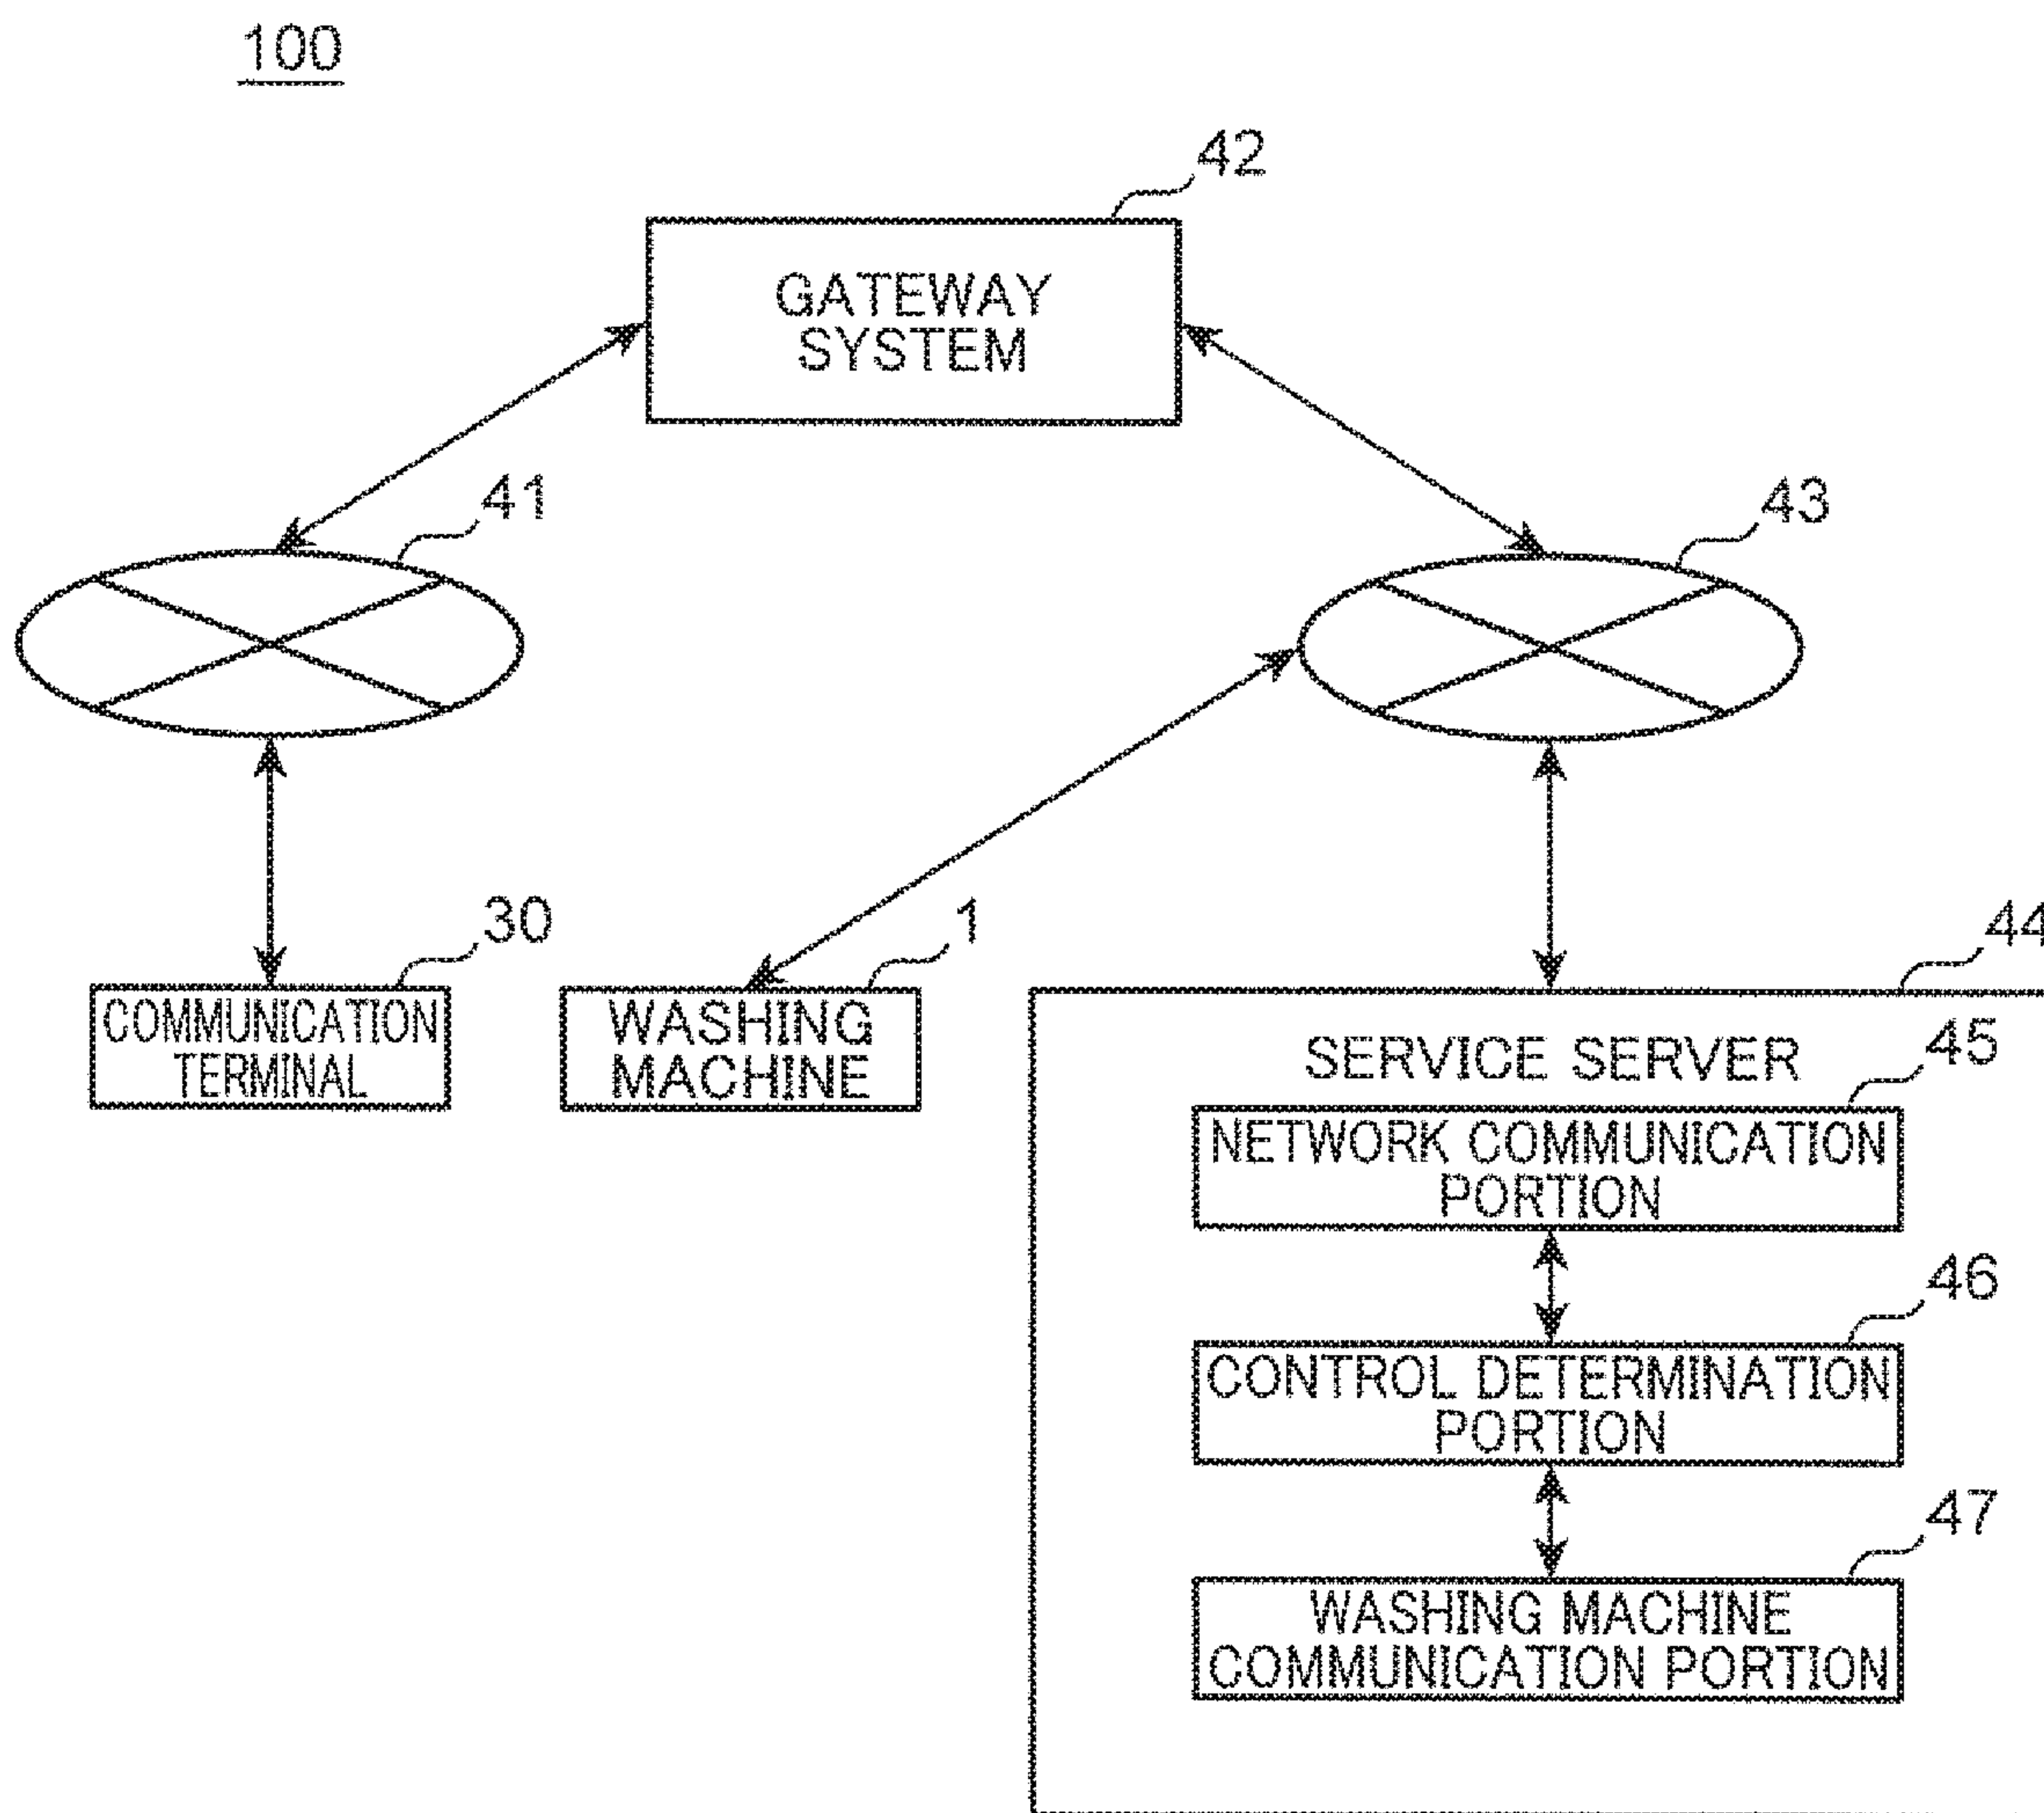 100
42
GATEWAY
SYSTEM
41
43
30
1
44
COMMUNICATION
TERMINAL
WASHING
MACHINE
SERVICE SERVER
45
NETWORK COMMUNICATION
PORTION
46
CONTROL DETERMINATION
PORTION
47
WASHING MACHINE
COMMUNICATION PORTION